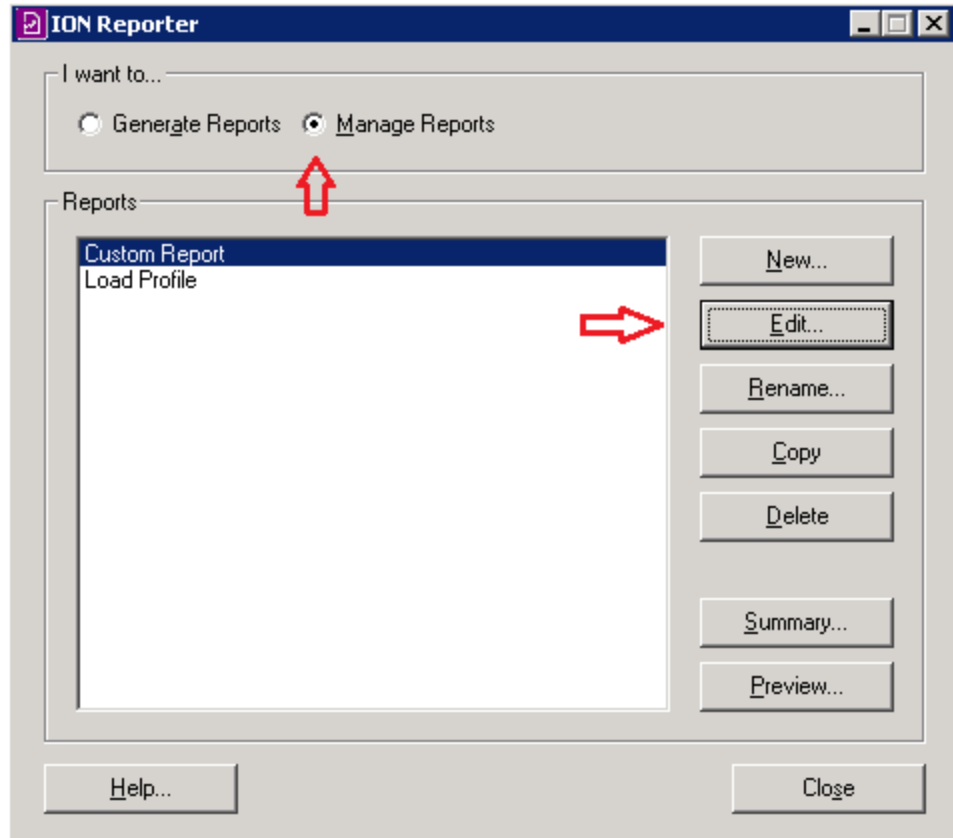 ION Reporter
I want to...
Generate Reports Manage Reports
Reports
Custom Report
Load Profile
New...
Edit...
Rename...
Copy
Delete
Summary...
Preview...
Help...
Close